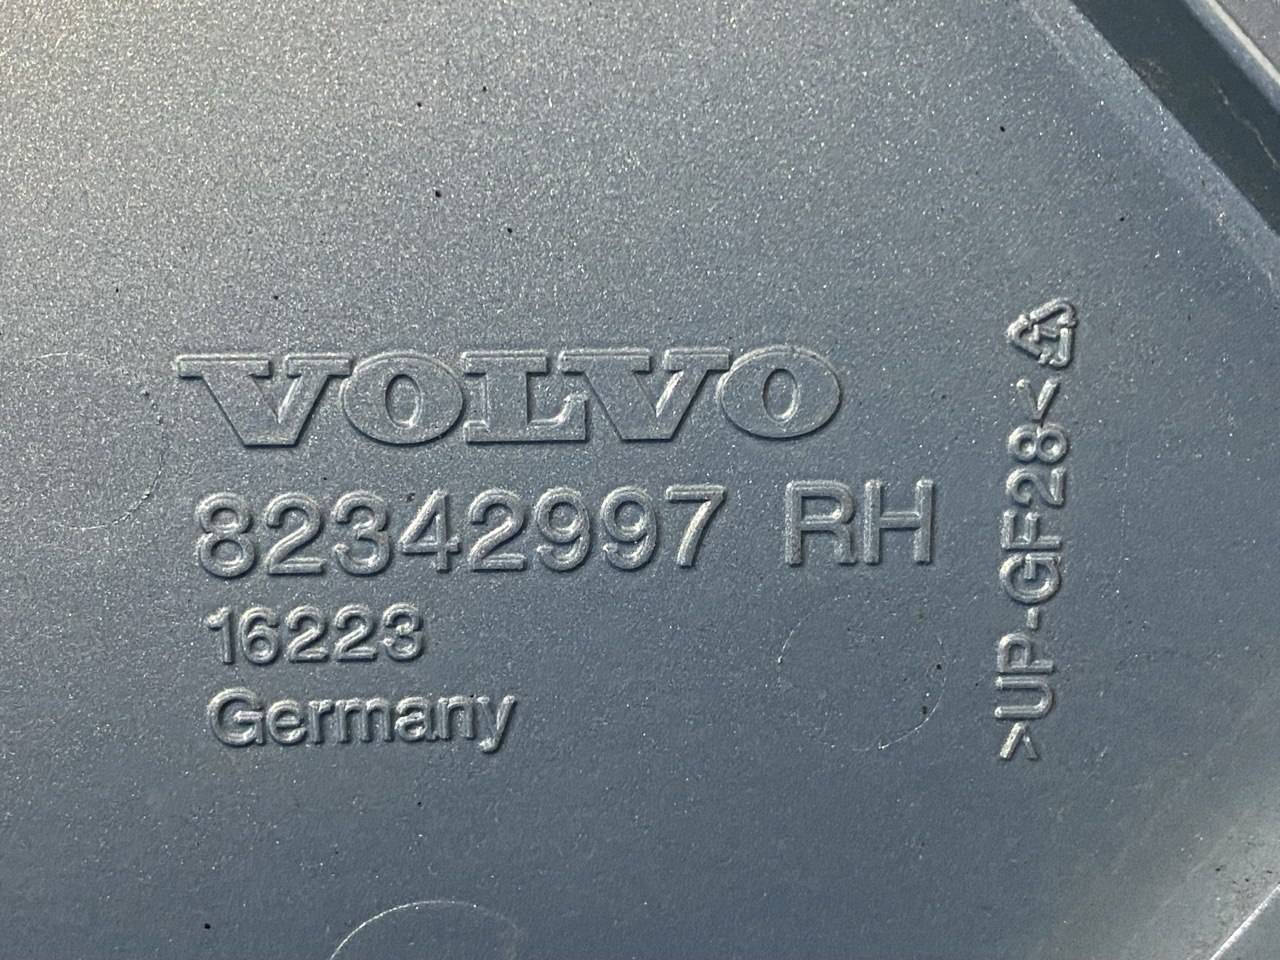 VOLVO
82342997 RH
16223
Germany
>UP-GF28<